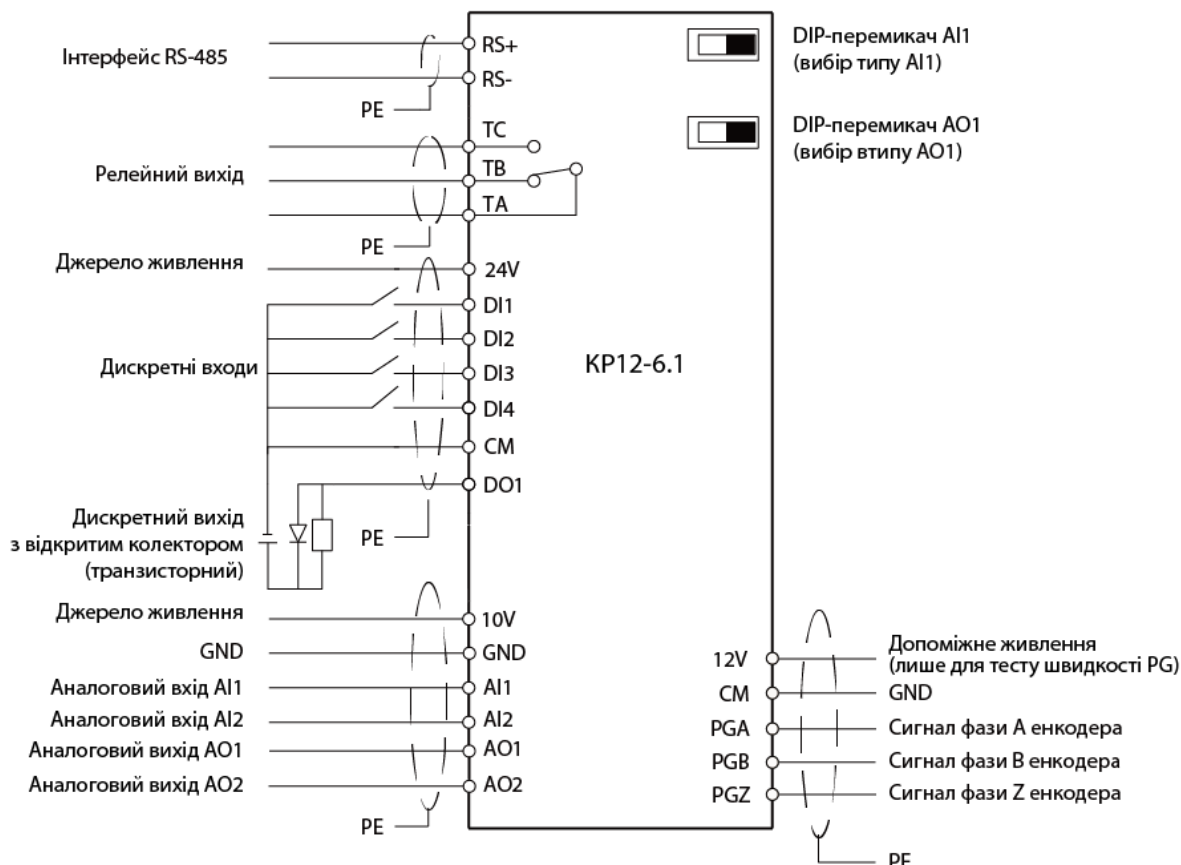 Інтерфейс RS-485
RS+
RS-
PE
TC
Релейний вихід
TB
TA
PE
Джерело живлення
24V
DI1
DI2
Дискретні входи
DI3
DI4
CM
DO1
Дискретний вихід
з відкритим колектором
(транзисторний)
PE
Джерело живлення
10V
GND
GND
Аналоговий вхід AI1
AI1
Аналоговий вхід AI2
AI2
Аналоговий вихід AO1
AO1
Аналоговий вихід AO2
AO2
PE
КР12-6.1
DIP-перемикач AI1
(вибір типу AI1)
DIP-перемикач AO1
(вибір втипу AO1)
12V
Допоміжне живлення
(лише для тесту швидкості PG)
CM
GND
PGA
Сигнал фази А енкодера
PGB
Сигнал фази В енкодера
PGZ
Сигнал фази Z енкодера
PE